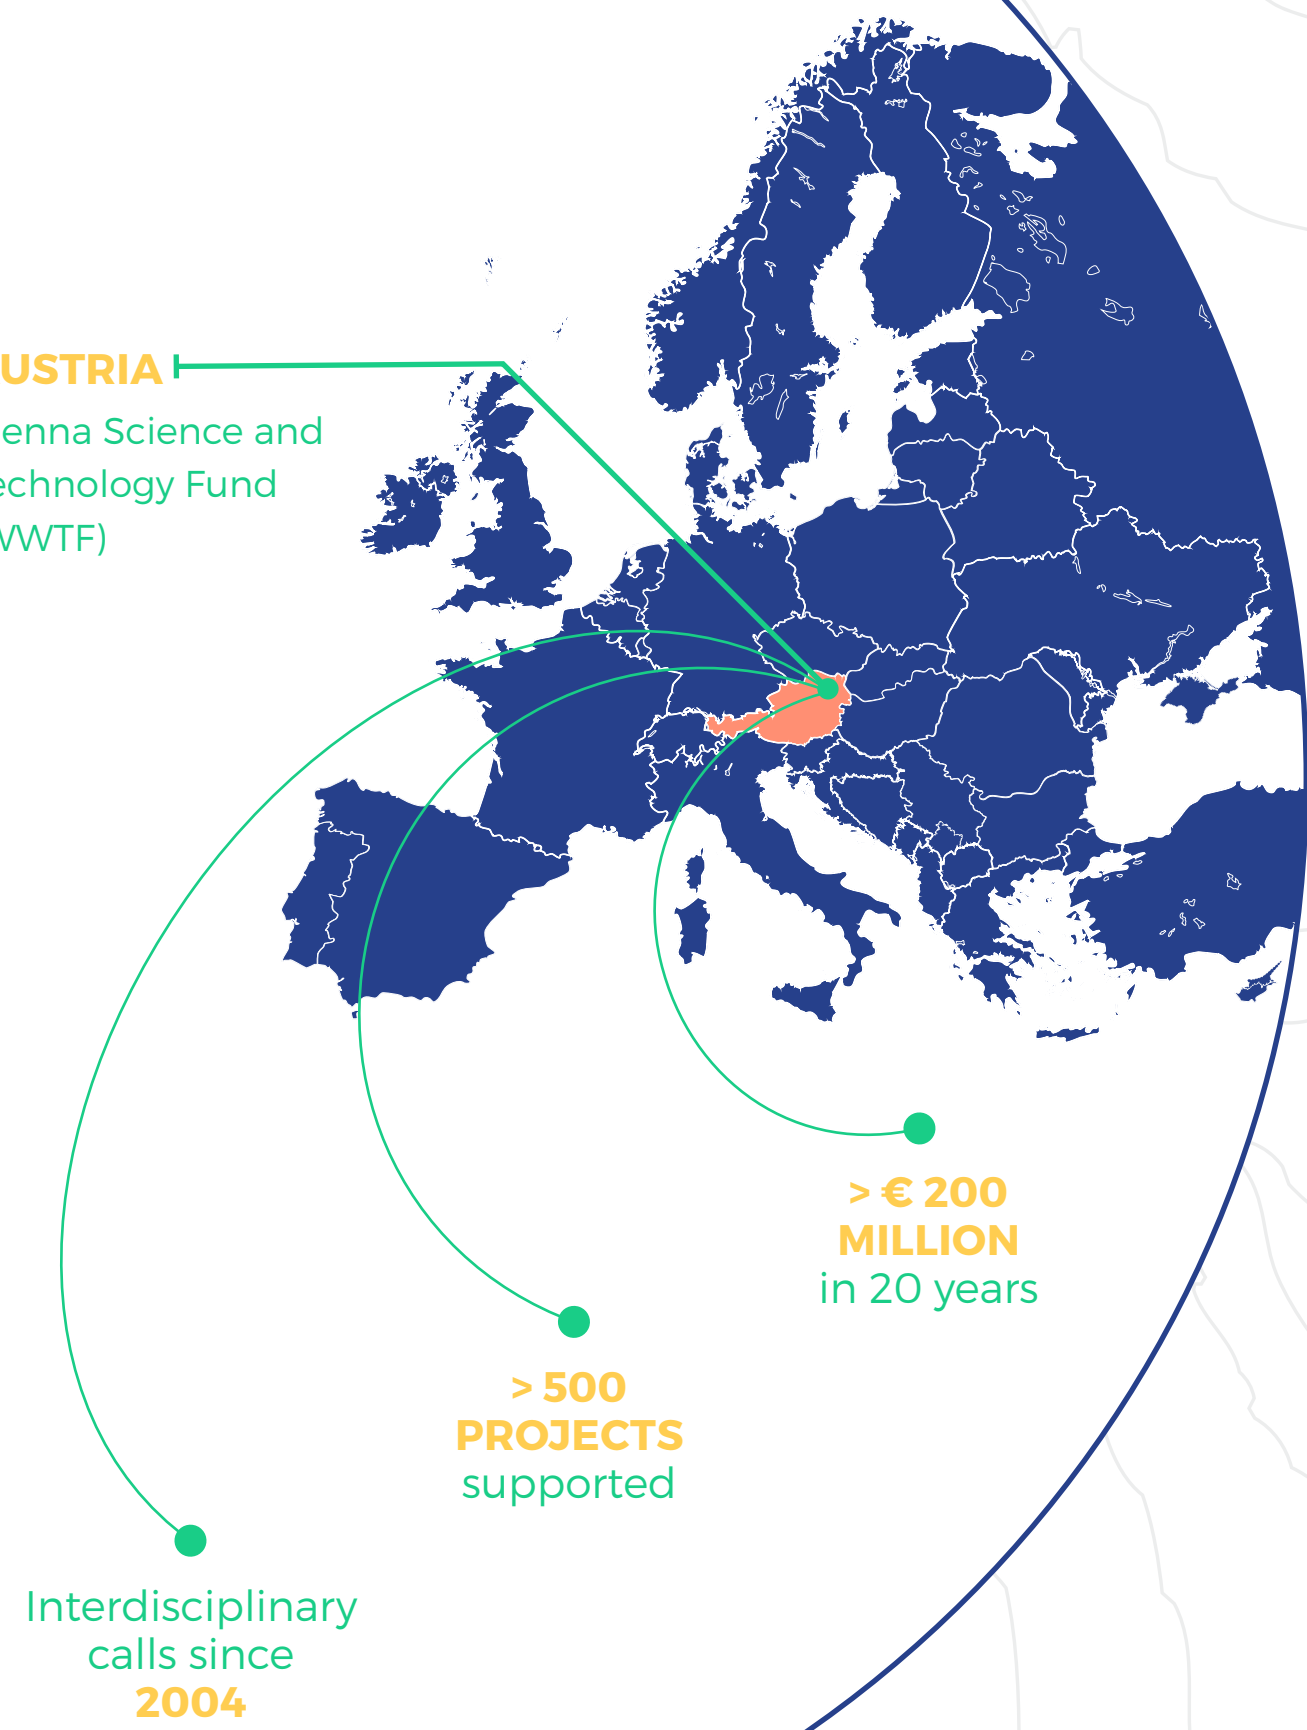 USTRIA
enna Science and
echnology Fund
WWTF)
> € 200
MILLION
in 20 years
> 500
PROJECTS
supported
Interdisciplinary
calls since
2004